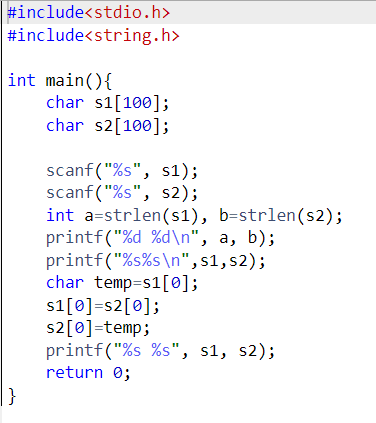 #include<stdio.h>
#include<string.h>
int main(){
    char s1[100];
    char s2[100];
    scanf("%s", s1);
    scanf("%s", s2);
    int a=strlen(s1), b=strlen(s2);
    printf("%d %d\n", a, b);
    printf("%s%s\n",s1,s2);
    char temp=s1[0];
    s1[0]=s2[0];
    s2[0]=temp;
    printf("%s %s", s1, s2);
    return 0;
}